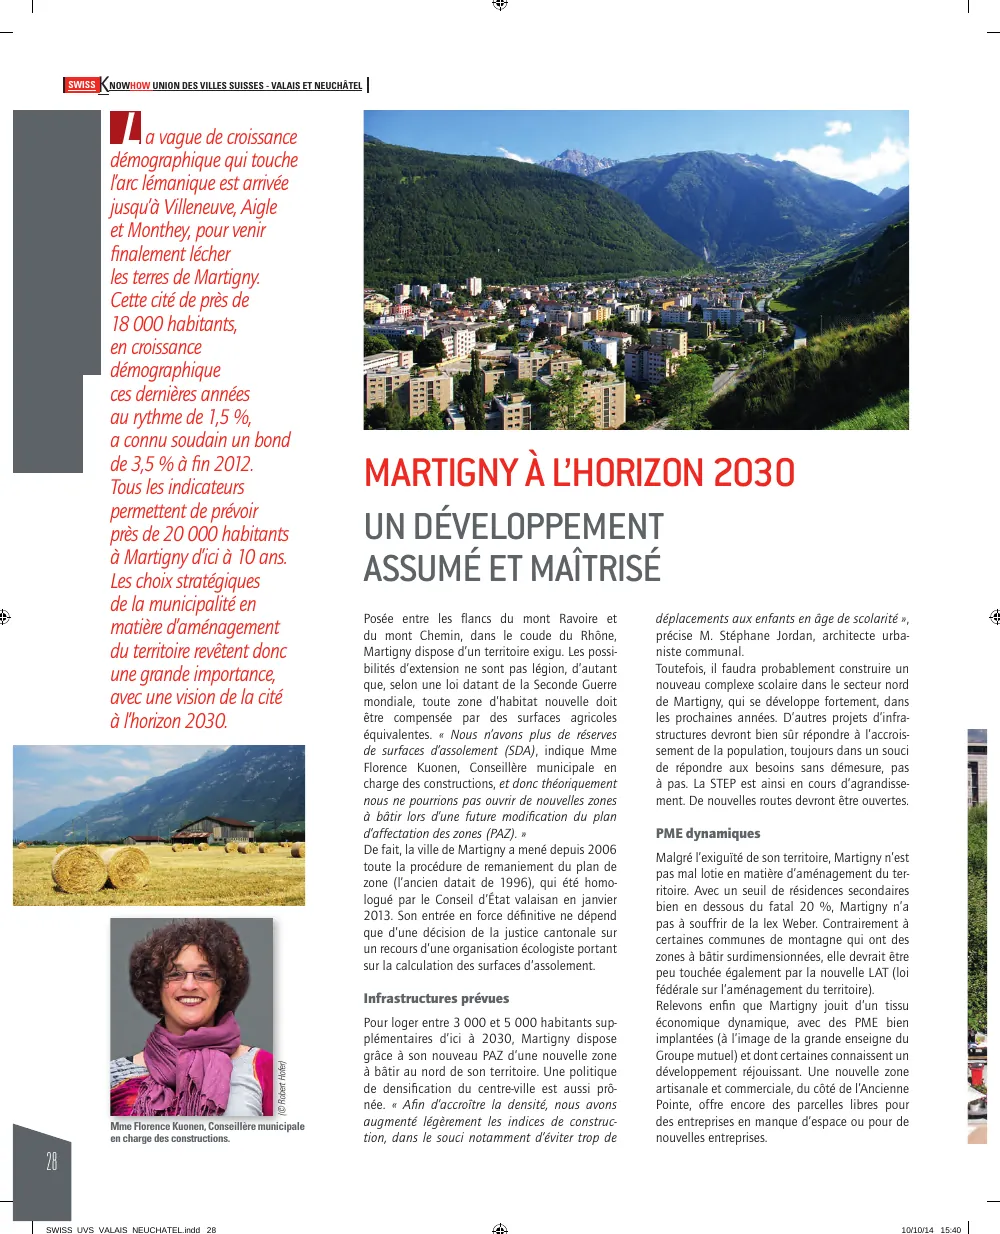 SWISS KNOWHOW UNION DES VILLES SUISSES - VALAIS ET NEUCHÂTEL
La vague de croissance
démographique qui touche
l’arc lémanique est arrivée
jusqu’à Villeneuve, Aigle
et Monthey, pour venir
finalement lécher
les terres de Martigny.
Cette cité de près de
18 000 habitants,
en croissance
démographique
ces dernières années
au rythme de 1,5 %,
a connu soudain un bond
de 3,5 % à fin 2012.
Tous les indicateurs
permettent de prévoir
près de 20 000 habitants
à Martigny d’ici à 10 ans.
Les choix stratégiques
de la municipalité en
matière d’aménagement
du territoire revêtent donc
une grande importance,
avec une vision de la cité
à l’horizon 2030.
(© Robert Hofer)
Mme Florence Kuonen, Conseillère municipale
en charge des constructions.
MARTIGNY À L’HORIZON 2030
UN DÉVELOPPEMENT
ASSUMÉ ET MAÎTRISÉ
Posée entre les flancs du mont Ravoire et
du mont Chemin, dans le coude du Rhône,
Martigny dispose d’un territoire exigu. Les possi-
bilités d’extension ne sont pas légion, d’autant
que, selon une loi datant de la Seconde Guerre
mondiale, toute zone d’habitat nouvelle doit
être compensée par des surfaces agricoles
équivalentes. « Nous n’avons plus de réserves
de surfaces d’assolement (SDA), indique Mme
Florence Kuonen, Conseillère municipale en
charge des constructions, et donc théoriquement
nous ne pourrions pas ouvrir de nouvelles zones
à bâtir lors d’une future modification du plan
d’affectation des zones (PAZ). »
De fait, la ville de Martigny a mené depuis 2006
toute la procédure de remaniement du plan de
zone (l’ancien datait de 1996), qui été homo-
logué par le Conseil d’État valaisan en janvier
2013. Son entrée en force définitive ne dépend
que d’une décision de la justice cantonale sur
un recours d’une organisation écologiste portant
sur la calculation des surfaces d’assolement.
Infrastructures prévues
Pour loger entre 3 000 et 5 000 habitants sup-
plémentaires d’ici à 2030, Martigny dispose
grâce à son nouveau PAZ d’une nouvelle zone
à bâtir au nord de son territoire. Une politique
de densification du centre-ville est aussi prô-
née. « Afin d’accroître la densité, nous avons
augmenté légèrement les indices de construc-
tion, dans le souci notamment d’éviter trop de
déplacements aux enfants en âge de scolarité »,
précise M. Stéphane Jordan, architecte urba-
niste communal.
Toutefois, il faudra probablement construire un
nouveau complexe scolaire dans le secteur nord
de Martigny, qui se développe fortement, dans
les prochaines années. D’autres projets d’infra-
structures devront bien sûr répondre à l’accrois-
sement de la population, toujours dans un souci
de répondre aux besoins sans démesure, pas
à pas. La STEP est ainsi en cours d’agrandisse-
ment. De nouvelles routes devront être ouvertes.
PME dynamiques
Malgré l’exiguïté de son territoire, Martigny n’est
pas mal lotie en matière d’aménagement du ter-
ritoire. Avec un seuil de résidences secondaires
bien en dessous du fatal 20 %, Martigny n’a
pas à souffrir de la lex Weber. Contrairement à
certaines communes de montagne qui ont des
zones à bâtir surdimensionnées, elle devrait être
peu touchée également par la nouvelle LAT (loi
fédérale sur l’aménagement du territoire).
Relevons enfin que Martigny jouit d’un tissu
économique dynamique, avec des PME bien
implantées (à l’image de la grande enseigne du
Groupe mutuel) et dont certaines connaissent un
développement réjouissant. Une nouvelle zone
artisanale et commerciale, du côté de l’Ancienne
Pointe, offre encore des parcelles libres pour
des entreprises en manque d’espace ou pour de
nouvelles entreprises.
28
SWISS_UVS_VALAIS_NEUCHATEL.indd 28
10/10/14 15:40